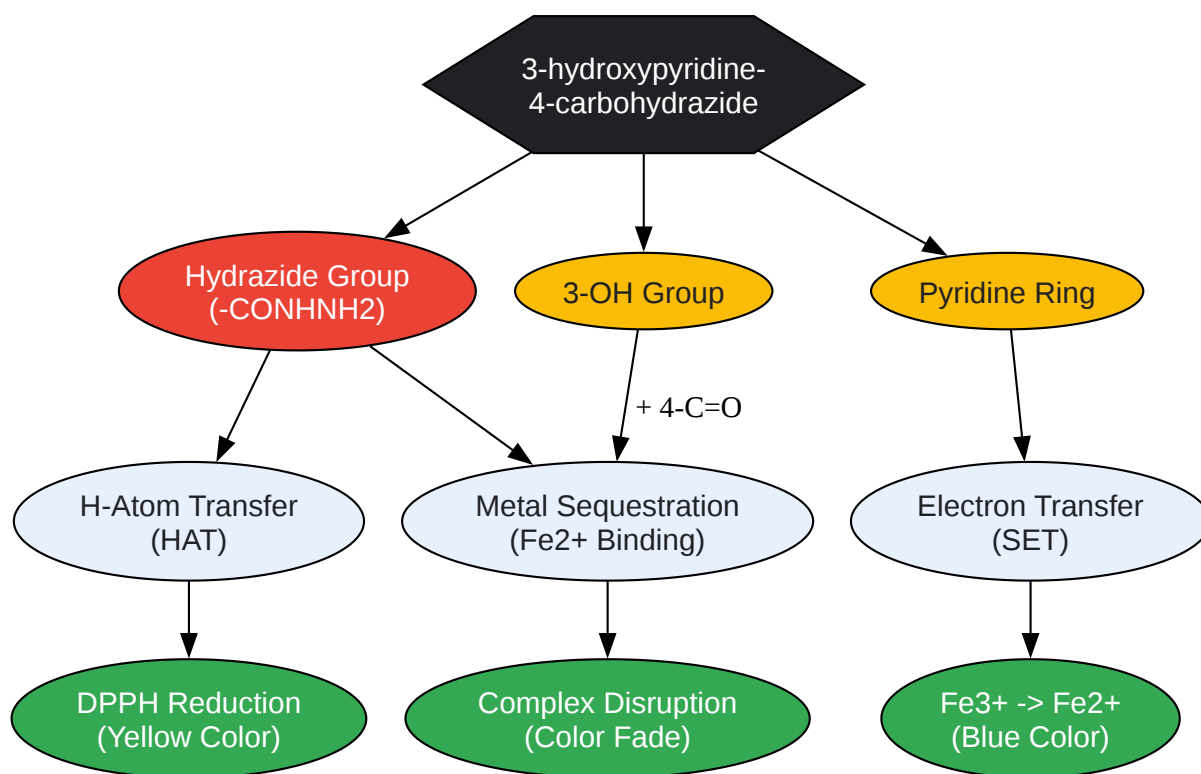 3-hydroxypyridine-
4-carbohydrazide
Hydrazide Group
(-CONHNH2)
3-OH Group
Pyridine Ring
+ 4-C=O
H-Atom Transfer
(HAT)
Metal Sequestration
(Fe2+ Binding)
Electron Transfer
(SET)
DPPH Reduction
(Yellow Color)
Complex Disruption
(Color Fade)
Fe3+ -> Fe2+
(Blue Color)